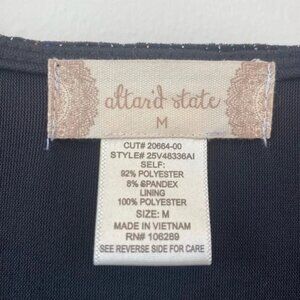 altar'd state
M
CUT# 20664-00
STYLE# 25V48336AI
SELF:
92% POLYESTER
8% SPANDEX
LINING
100% POLYESTER
SIZE: M
MADE IN VIETNAM
RN# 106289
SEE REVERSE SIDE FOR CARE